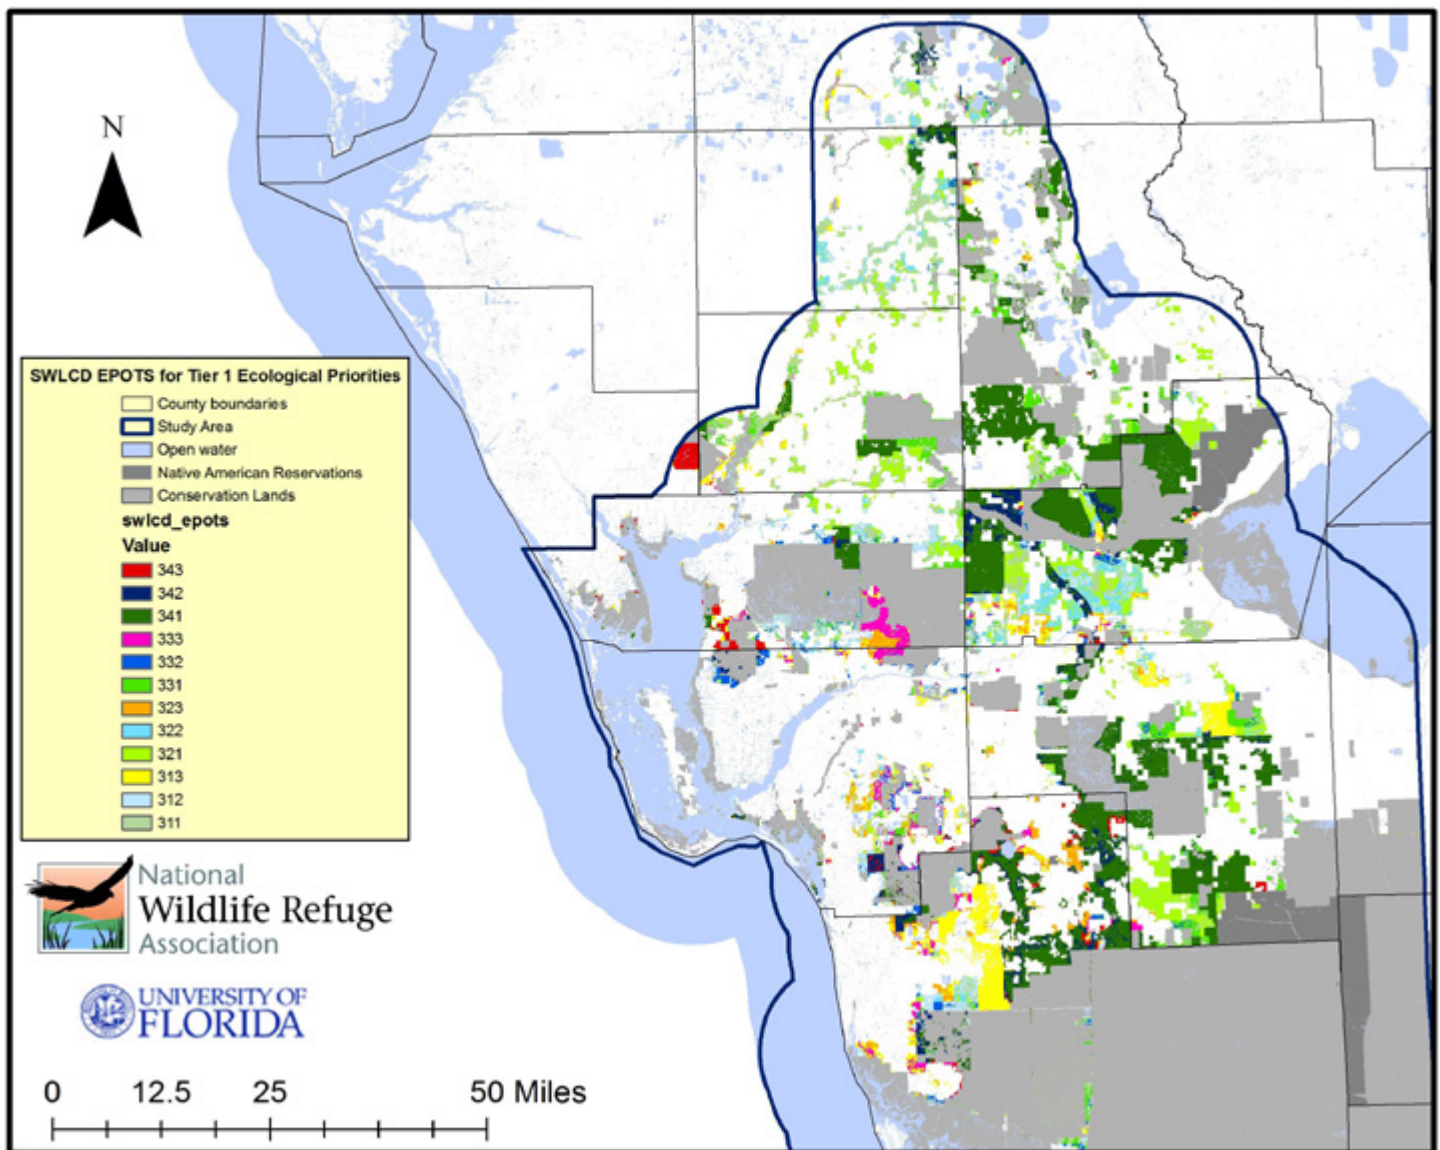 N
SWLCD EPOTS for Tier 1 Ecological Priorities
County boundaries
Study Area
Open water
Native American Reservations
Conservation Lands
swlcd_epots
Value
343
342
341
333
332
331
323
322
321
313
312
311
National
Wildlife Refuge
Association
UNIVERSITY OF
FLORIDA
0 12.5 25 50 Miles